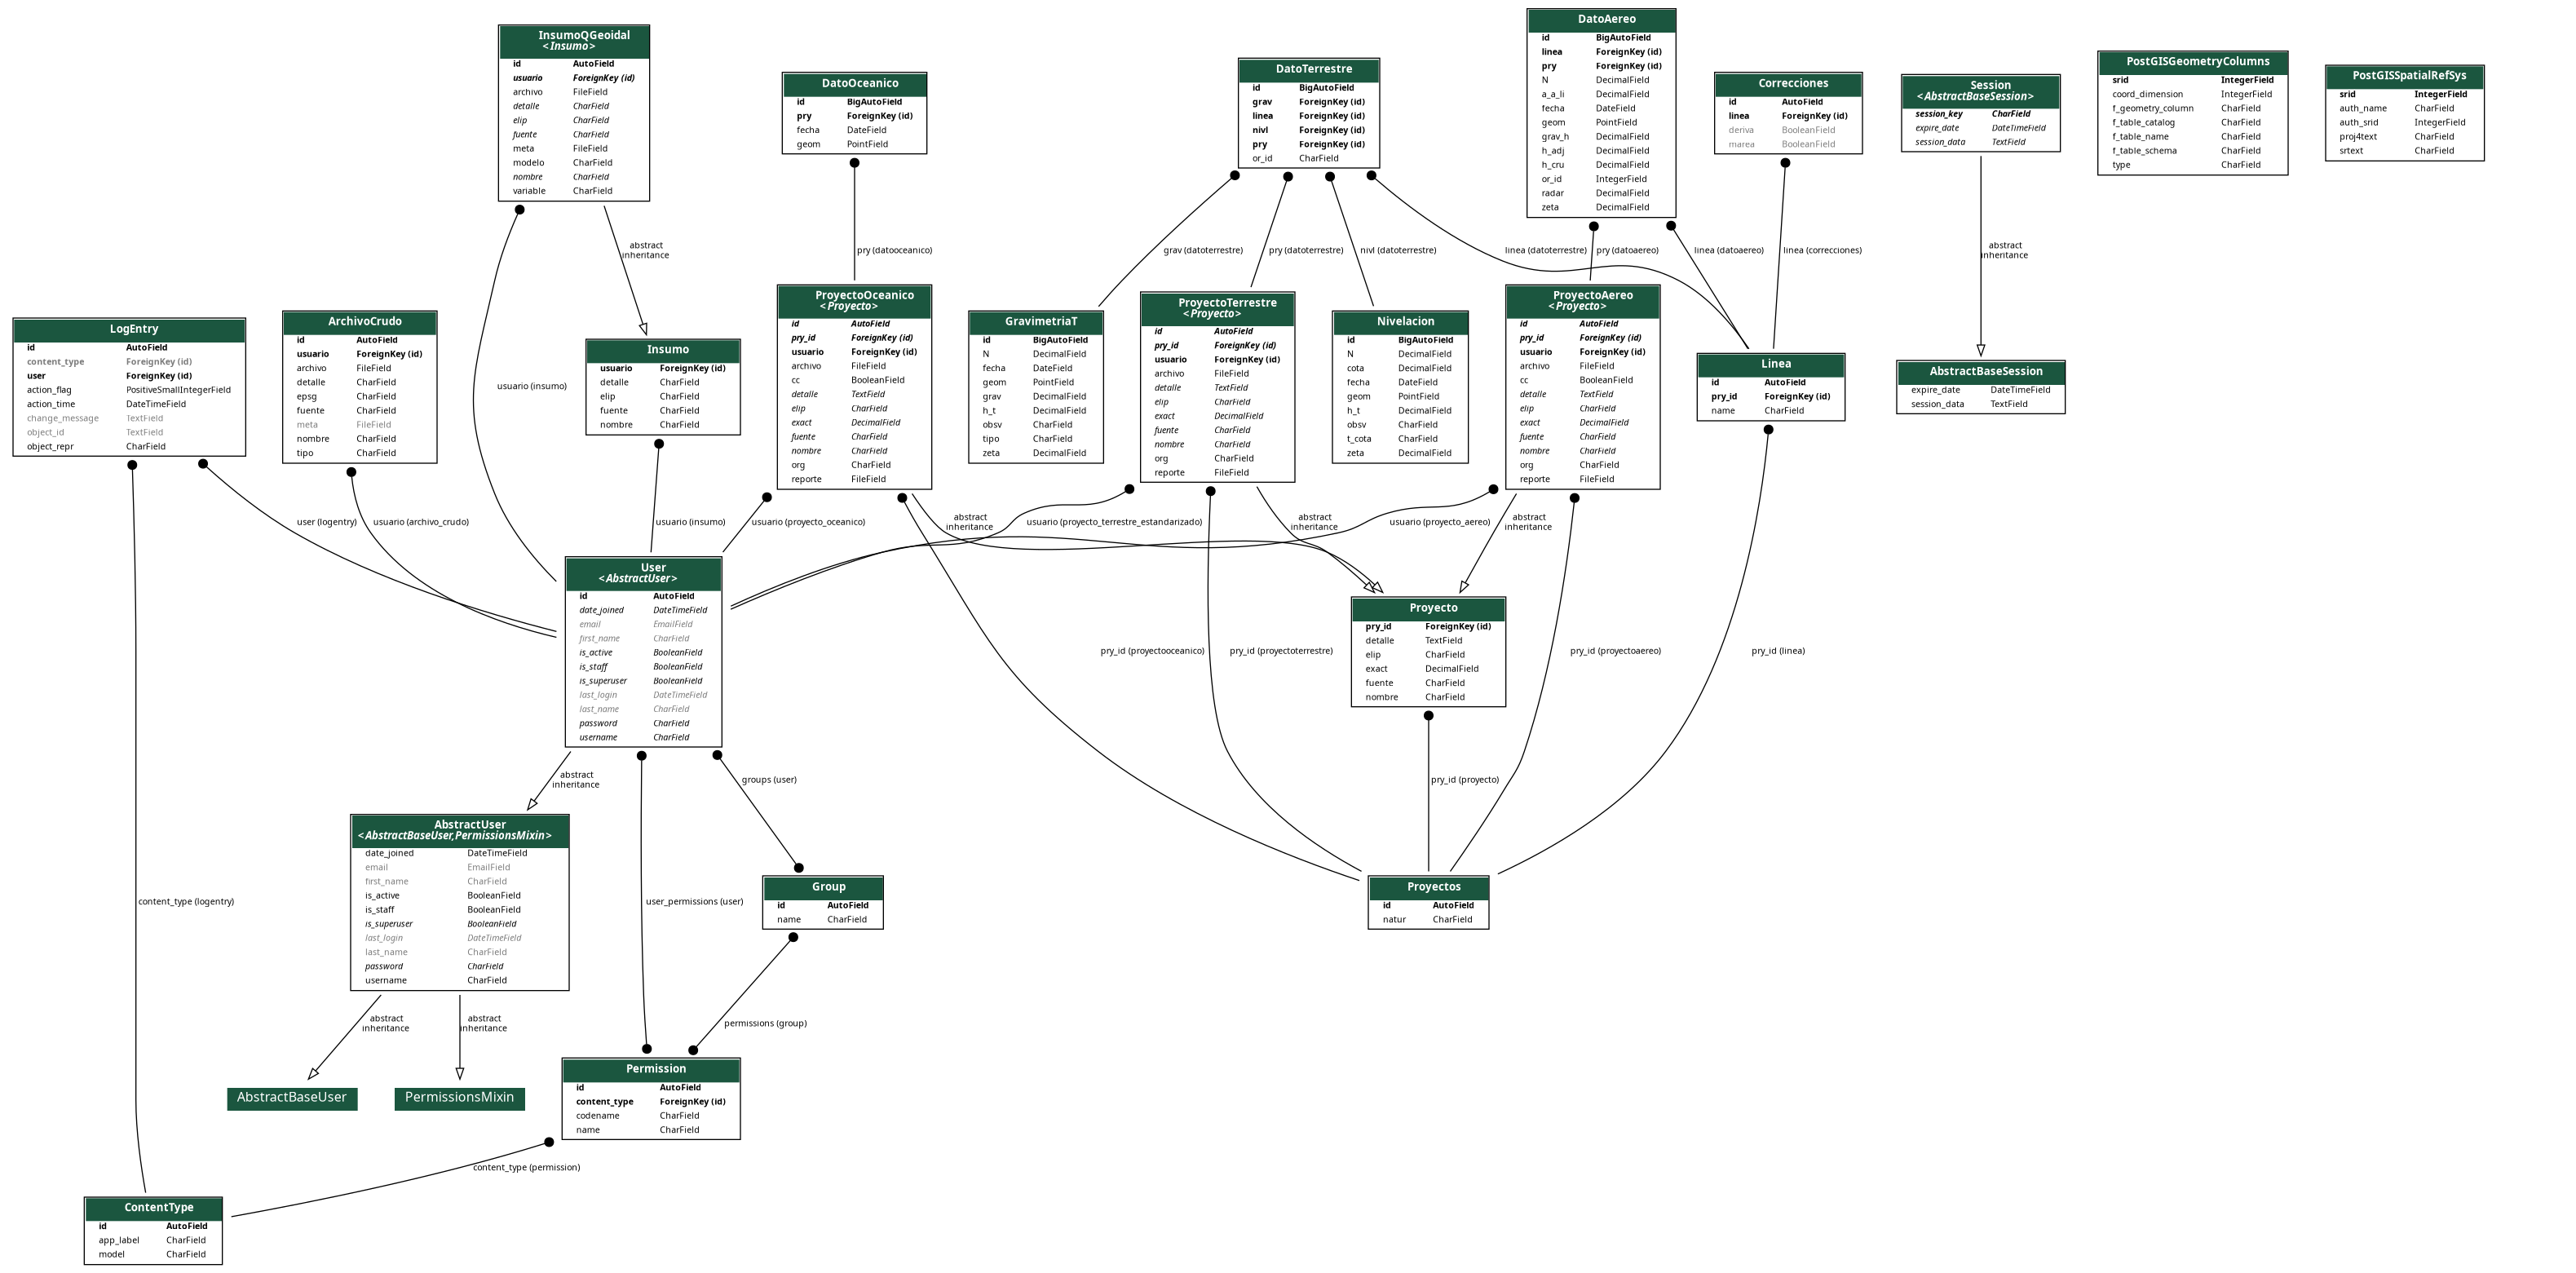 InsumoQGeoidal
<Insumo>
id AutoField
usuario ForeignKey (id)
archivo FileField
detalle CharField
elip CharField
fuente CharField
meta FileField
modelo CharField
nombre CharField
variable CharField
DatoOceanico
id BigAutoField
pry ForeignKey (id)
fecha DateField
geom PointField
DatoTerrestre
id BigAutoField
grav ForeignKey (id)
linea ForeignKey (id)
nivl ForeignKey (id)
pry ForeignKey (id)
or_id CharField
DatoAereo
id BigAutoField
linea ForeignKey (id)
pry ForeignKey (id)
N DecimalField
a_a_li DecimalField
fecha DateField
geom PointField
grav_h DecimalField
h_adj DecimalField
h_cru DecimalField
or_id IntegerField
radar DecimalField
zeta DecimalField
Correcciones
id AutoField
linea ForeignKey (id)
deriva BooleanField
marea BooleanField
Session
<AbstractBaseSession>
session_key CharField
expire_date DateTimeField
session_data TextField
PostGISGeometryColumns
srid IntegerField
coord_dimension IntegerField
f_geometry_column CharField
f_table_catalog CharField
f_table_name CharField
f_table_schema CharField
type CharField
PostGISSpatialRefSys
srid IntegerField
auth_name CharField
auth_srid IntegerField
proj4text CharField
srtext CharField
abstract
inheritance
pry (datooceanico)
grav (datoterrestre)
pry (datoterrestre)
nivl (datoterrestre)
linea (datoterrestre)
pry (datoaereo)
linea (datoaereo)
linea (correcciones)
abstract
inheritance
LogEntry
id AutoField
content_type ForeignKey (id)
user ForeignKey (id)
action_flag PositiveSmallIntegerField
action_time DateTimeField
change_message TextField
object_id TextField
object_repr CharField
ArchivoCrudo
id AutoField
usuario ForeignKey (id)
archivo FileField
detalle CharField
epsg CharField
fuente CharField
meta FileField
nombre CharField
tipo CharField
usuario (insumo)
Insumo
usuario ForeignKey (id)
detalle CharField
elip CharField
fuente CharField
nombre CharField
ProyectoOceanico
<Proyecto>
id AutoField
pry_id ForeignKey (id)
usuario ForeignKey (id)
archivo FileField
cc BooleanField
detalle TextField
elip CharField
exact DecimalField
fuente CharField
nombre CharField
org CharField
reporte FileField
GravimetriaT
id BigAutoField
N DecimalField
fecha DateField
geom PointField
grav DecimalField
h_t DecimalField
obsv CharField
tipo CharField
zeta DecimalField
ProyectoTerrestre
<Proyecto>
id AutoField
pry_id ForeignKey (id)
usuario ForeignKey (id)
archivo FileField
detalle TextField
elip CharField
exact DecimalField
fuente CharField
nombre CharField
org CharField
reporte FileField
Nivelacion
id BigAutoField
N DecimalField
cota DecimalField
fecha DateField
geom PointField
h_t DecimalField
obsv CharField
t_cota CharField
zeta DecimalField
ProyectoAereo
<Proyecto>
id AutoField
pry_id ForeignKey (id)
usuario ForeignKey (id)
archivo FileField
cc BooleanField
detalle TextField
elip CharField
exact DecimalField
fuente CharField
nombre CharField
org CharField
reporte FileField
Linea
id AutoField
pry_id ForeignKey (id)
name CharField
AbstractBaseSession
expire_date DateTimeField
session_data TextField
user (logentry)
usuario (archivo_crudo)
usuario (insumo)
usuario (proyecto_oceanico)
abstract
inheritance
usuario (proyecto_terrestre_estandarizado)
abstract
inheritance
usuario (proyecto_aereo)
abstract
inheritance
User
<AbstractUser>
id AutoField
date_joined DateTimeField
email EmailField
first_name CharField
is_active BooleanField
is_staff BooleanField
is_superuser BooleanField
last_login DateTimeField
last_name CharField
password CharField
username CharField
Proyecto
pry_id ForeignKey (id)
detalle TextField
elip CharField
exact DecimalField
fuente CharField
nombre CharField
pry_id (proyectooceanico)
pry_id (proyectoterrestre)
pry_id (proyectoaereo)
pry_id (linea)
abstract
inheritance
groups (user)
pry_id (proyecto)
AbstractUser
<AbstractBaseUser,PermissionsMixin>
date_joined DateTimeField
email EmailField
first_name CharField
is_active BooleanField
is_staff BooleanField
is_superuser BooleanField
last_login DateTimeField
last_name CharField
password CharField
username CharField
content_type (logentry)
user_permissions (user)
Group
id AutoField
name CharField
Proyectos
id AutoField
natur CharField
abstract
inheritance
abstract
inheritance
permissions (group)
AbstractBaseUser
PermissionsMixin
Permission
id AutoField
content_type ForeignKey (id)
codename CharField
name CharField
content_type (permission)
ContentType
id AutoField
app_label CharField
model CharField